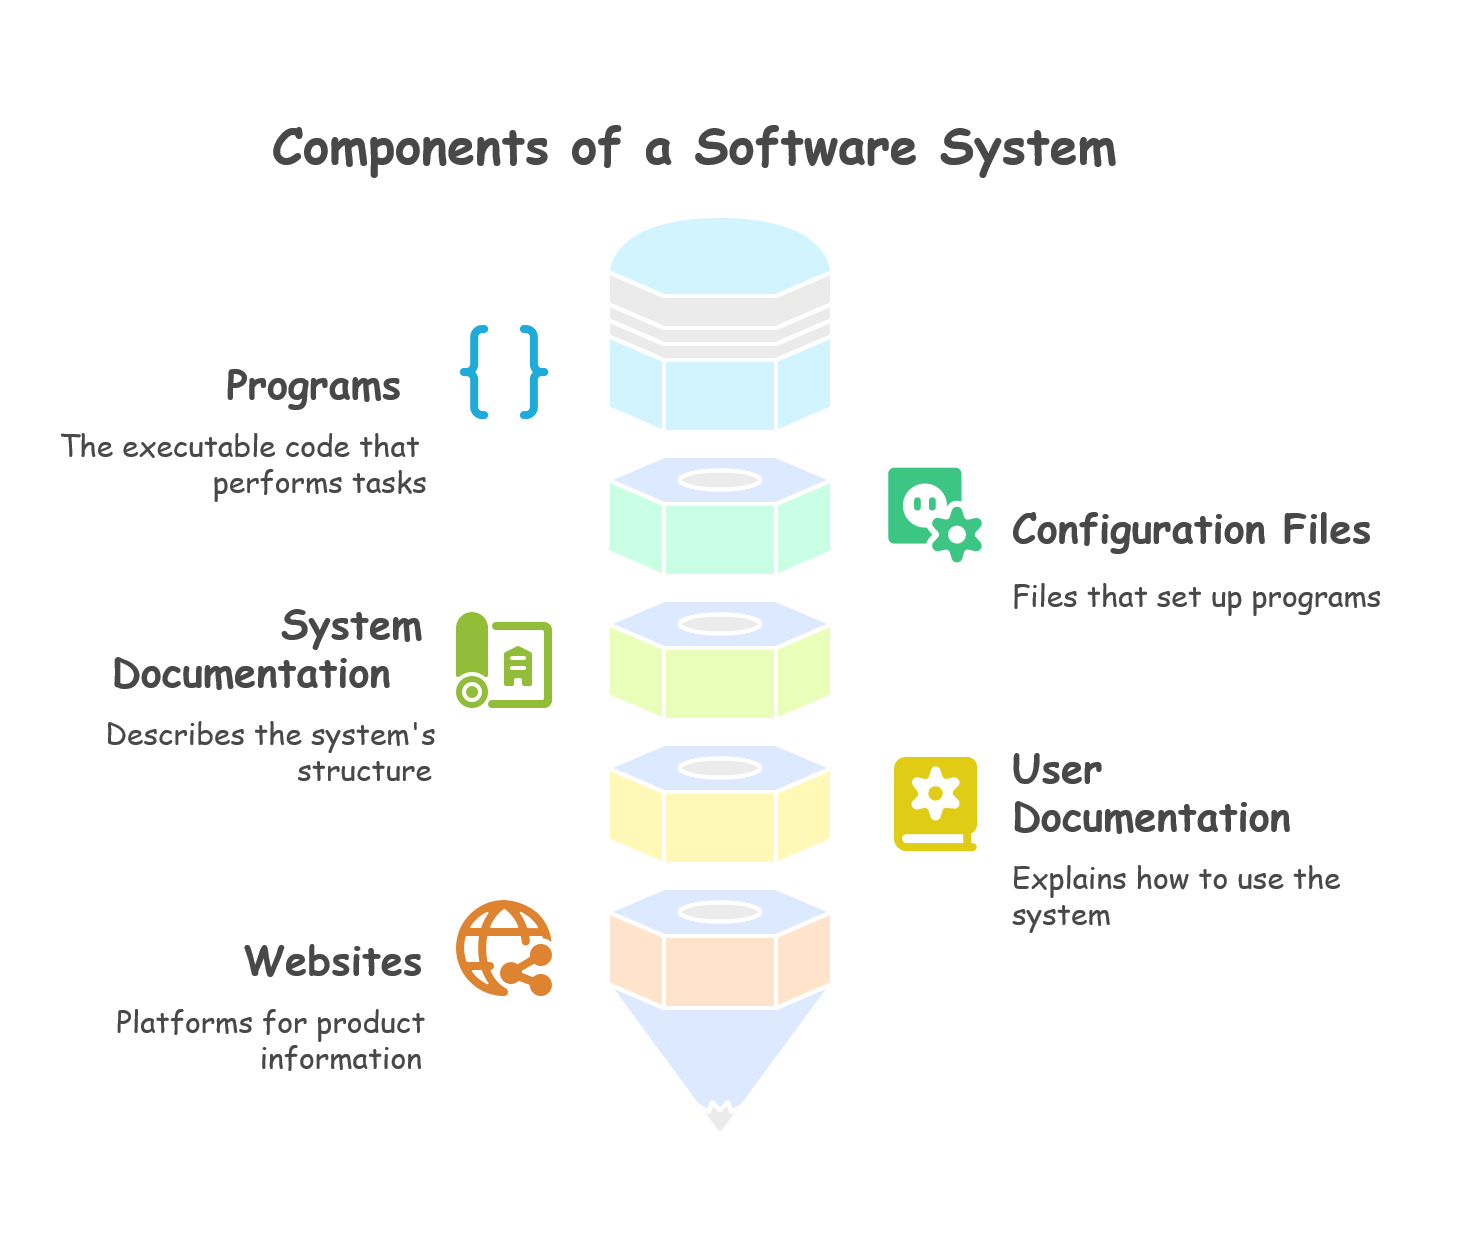 Components of a Software System
Programs
The executable code that
performs tasks
Configuration Files
Files that set up programs
System
Documentation
Describes the system's
structure
User
Documentation
Explains how to use the
system
Websites
Platforms for product
information